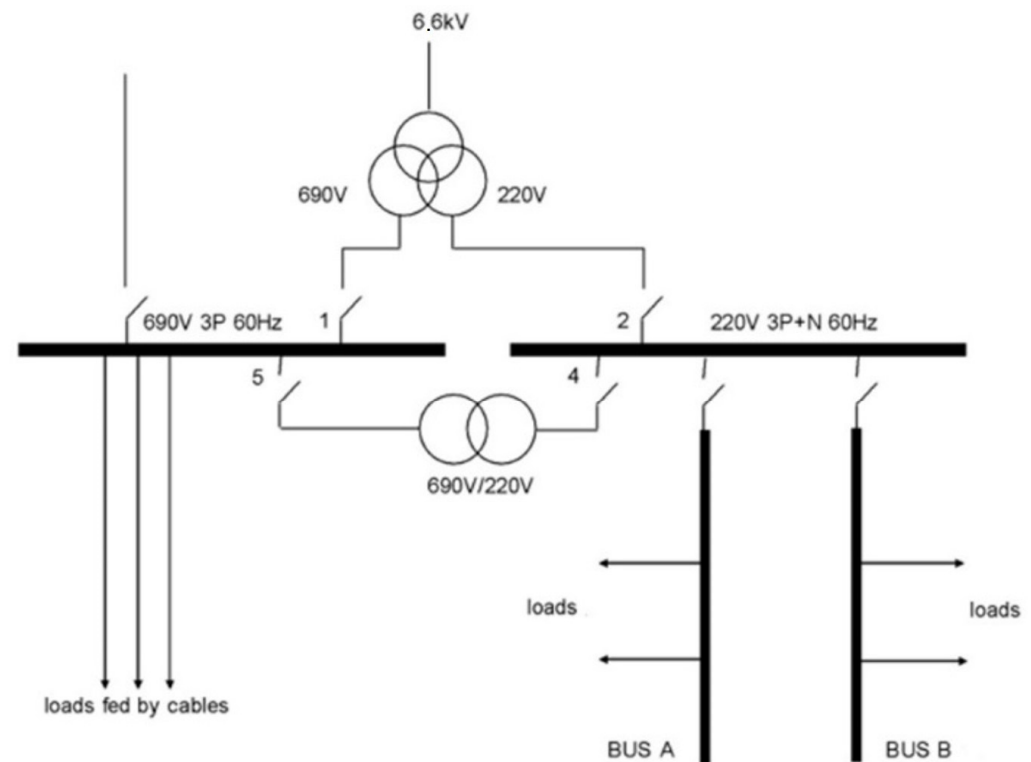 6.6kV
690V
220V
690V 3P 60Hz
1
2
220V 3P+N 60Hz
5
4
690V/220V
loads
loads
loads fed by cables
BUS A
BUS B